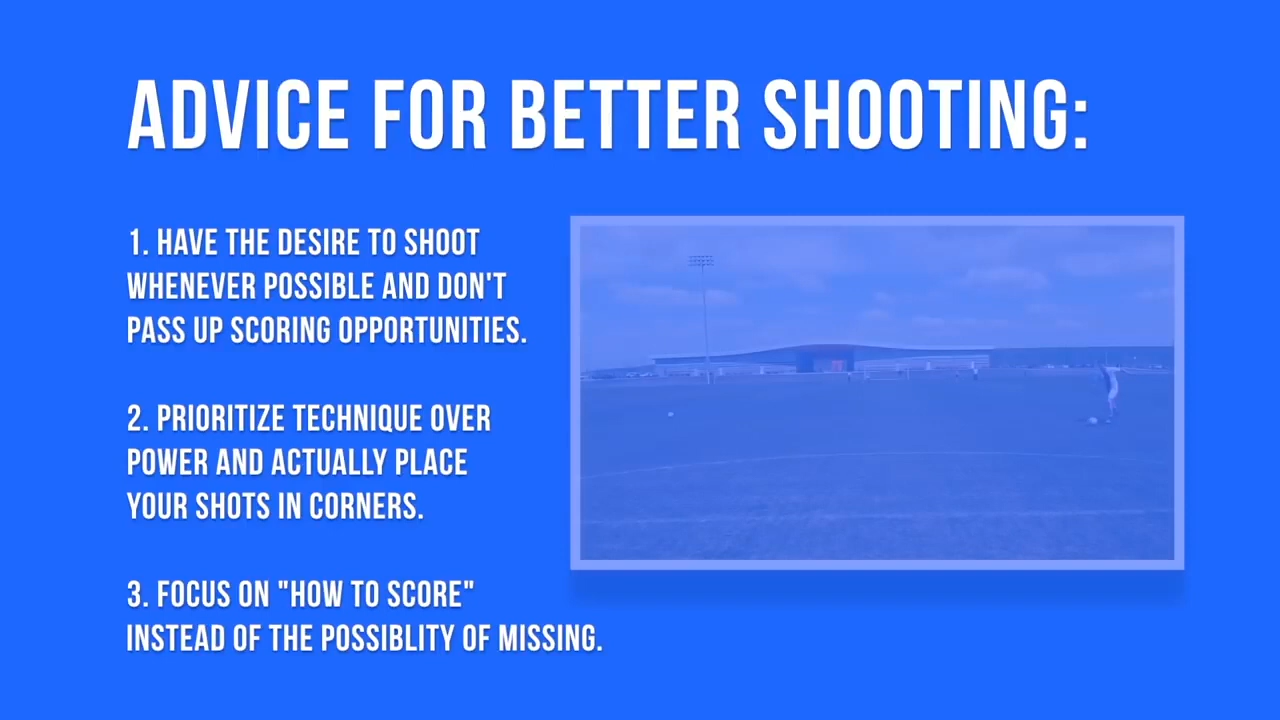 ADVICE FOR BETTER SHOOTING:
1. HAVE THE DESIRE TO SHOOT
WHENEVER POSSIBLE AND DON'T
PASS UP SCORING OPPORTUNITIES.
2. PRIORITIZE TECHNIQUE OVER
POWER AND ACTUALLY PLACE
YOUR SHOTS IN CORNERS.
3. FOCUS ON "HOW TO SCORE"
INSTEAD OF THE POSSIBLITY OF MISSING.